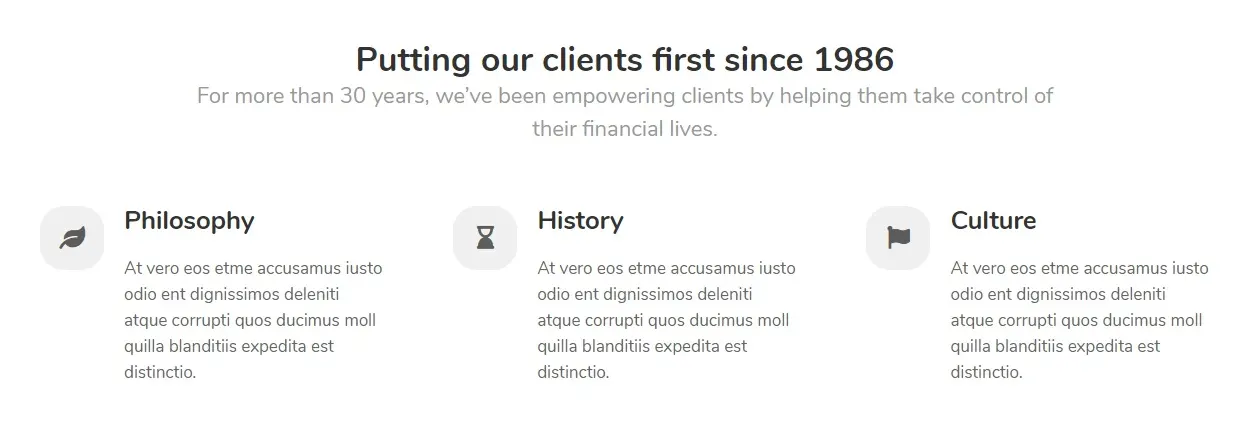 Putting our clients first since 1986
For more than 30 years, we’ve been empowering clients by helping them take control of
their financial lives.
Philosophy
At vero eos etme accusamus iusto
odio ent dignissimos deleniti
atque corrupti quos ducimus moll
quilla blanditiis expedita est
distinctio.
History
At vero eos etme accusamus iusto
odio ent dignissimos deleniti
atque corrupti quos ducimus moll
quilla blanditiis expedita est
distinctio.
Culture
At vero eos etme accusamus iusto
odio ent dignissimos deleniti
atque corrupti quos ducimus moll
quilla blanditiis expedita est
distinctio.